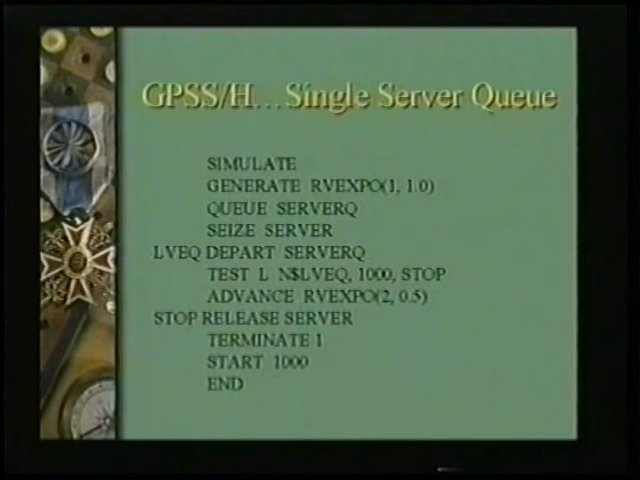 GPSS/H...Single Server Queue
SIMULATE
GENERATE RVEXPO(1, 1.0)
QUEUE SERVERQ
SEIZE SERVER
LVEQ DEPART SERVERQ
TEST L N$LVEQ, 1000, STOP
ADVANCE RVEXPO(2, 0.5)
STOP RELEASE SERVER
TERMINATE 1
START 1000
END